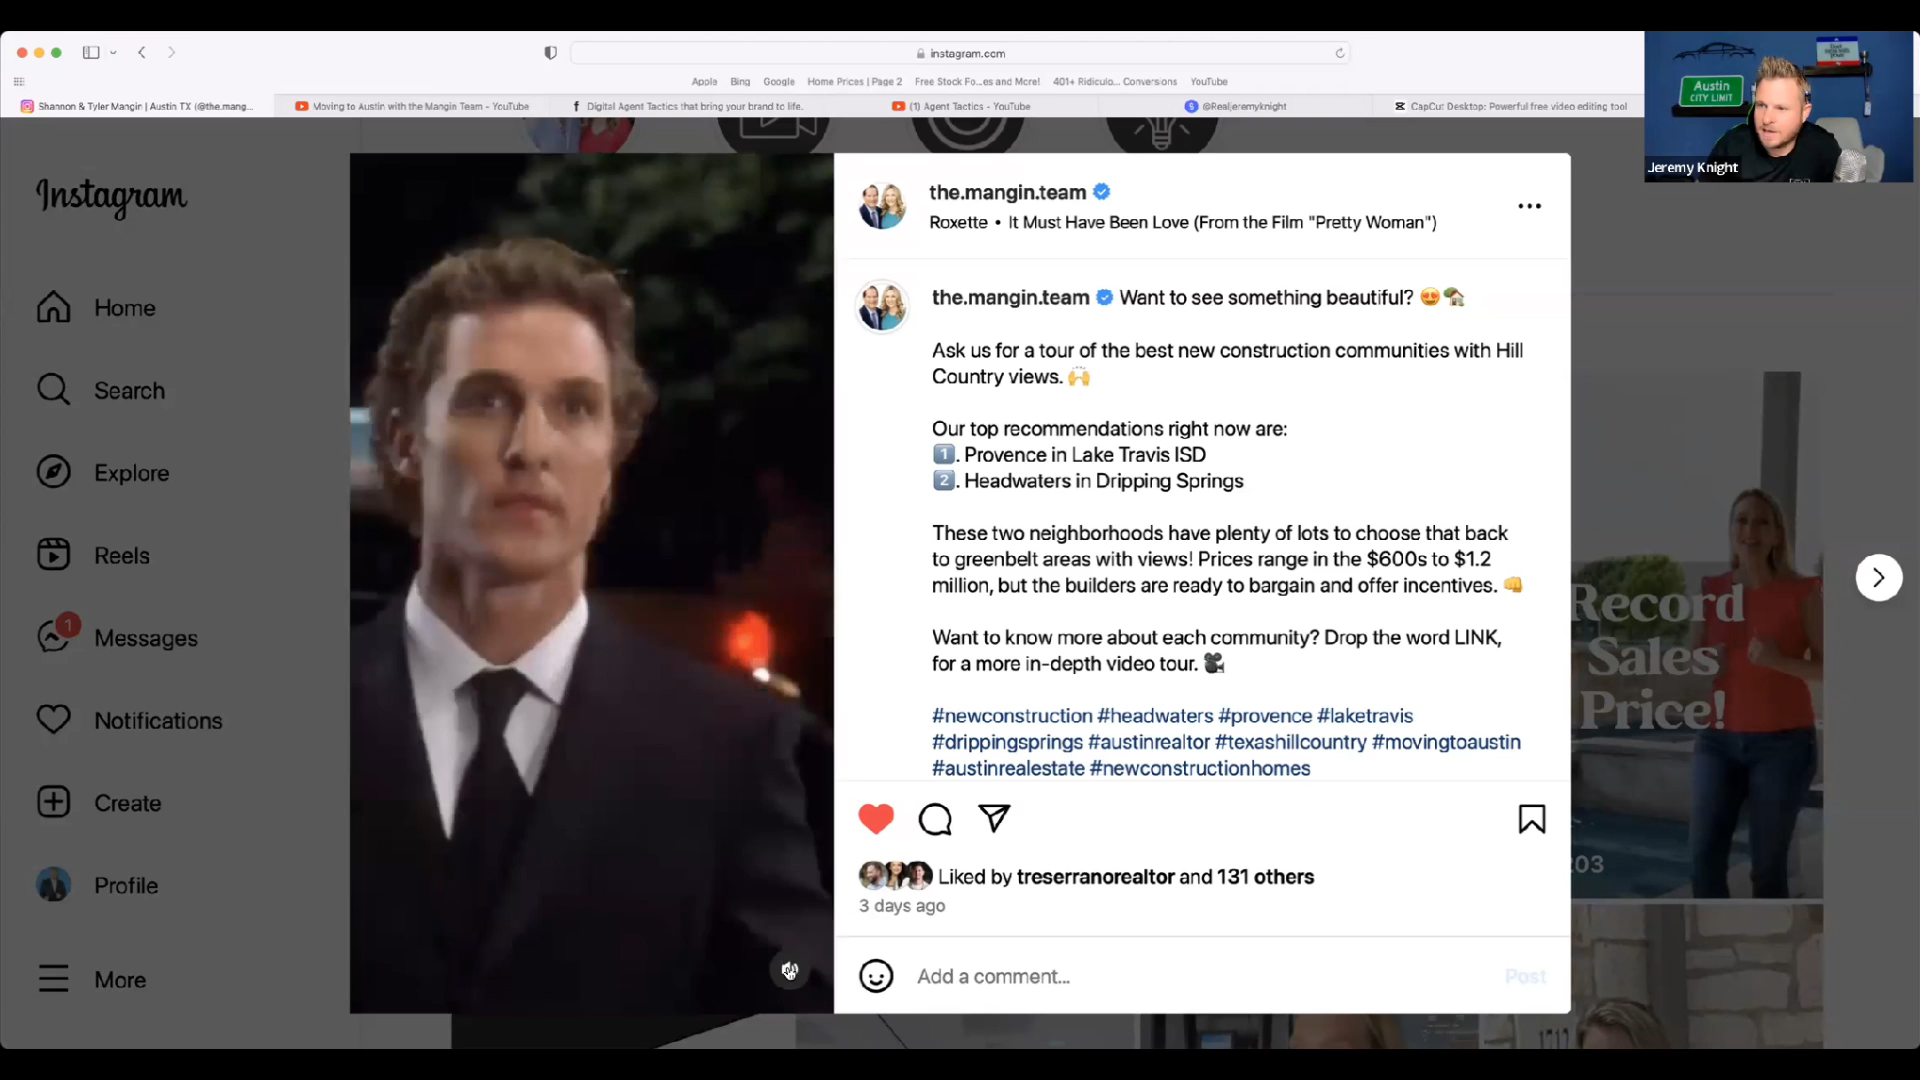 instagram.com
Apple Bing Google Home Prices | Page 2 Free Stock Fo...es and More! 401+ Ridiculo... Conversions YouTube
Shannon & Tyler Mangin | Austin TX (@the.mang...
Moving to Austin with the Mangin Team - YouTube
Digital Agent Tactics that bring your brand to life.
(1) Agent Tactics - YouTube
@Realjeremyknight
CapCut Desktop: Powerful free video editing tool
Austin
CITY LIMIT
Jeremy Knight
Instagram
Home
Search
Explore
Reels
1
Messages
Notifications
Create
Profile
More
the.mangin.team
Roxette • It Must Have Been Love (From the Film "Pretty Woman")
the.mangin.team Want to see something beautiful? 😍🏡
Ask us for a tour of the best new construction communities with Hill
Country views. 🙌
Our top recommendations right now are:
1️⃣. Provence in Lake Travis ISD
2️⃣. Headwaters in Dripping Springs
These two neighborhoods have plenty of lots to choose that back
to greenbelt areas with views! Prices range in the $600s to $1.2
million, but the builders are ready to bargain and offer incentives. 👊
Want to know more about each community? Drop the word LINK,
for a more in-depth video tour. 🎥
#newconstruction #headwaters #provence #laketravis
#drippingsprings #austinrealtor #texashillcountry #movingtoaustin
#austinrealestate #newconstructionhomes
Liked by treserranorealtor and 131 others
3 days ago
Add a comment...
Post
Record
Sales
Price!
203